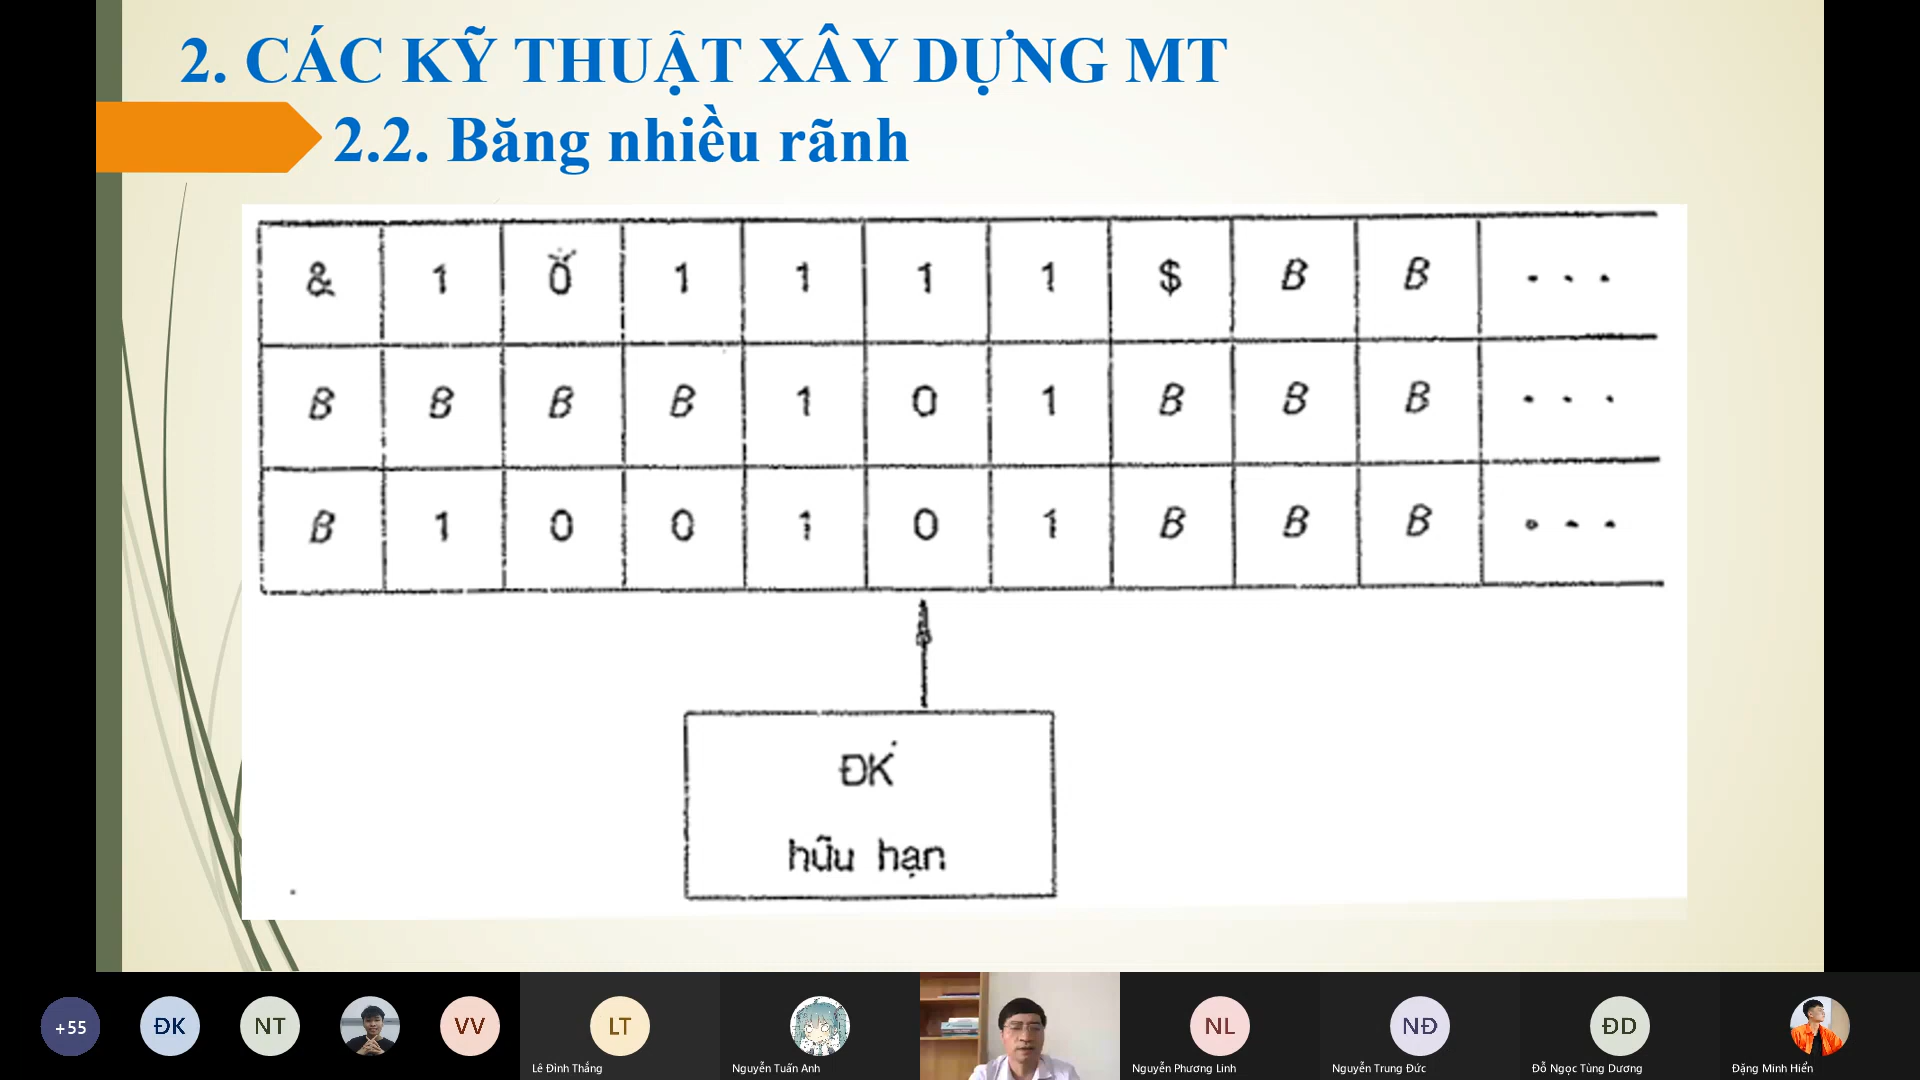 2. CÁC KỸ THUẬT XÂY DỰNG MT
2.2. Băng nhiều rãnh
& 1 0 1 1 1 1 $ B B . . .
B B B B 1 0 1 B B B . . .
B 1 0 0 1 0 1 B B B . . .
ĐK
hữu hạn
+55 ĐK NT VV LT NL NĐ ĐD
Lê Đình Thắng Nguyễn Tuấn Anh Nguyễn Phương Linh Nguyễn Trung Đức Đỗ Ngọc Tùng Dương Đặng Minh Hiển